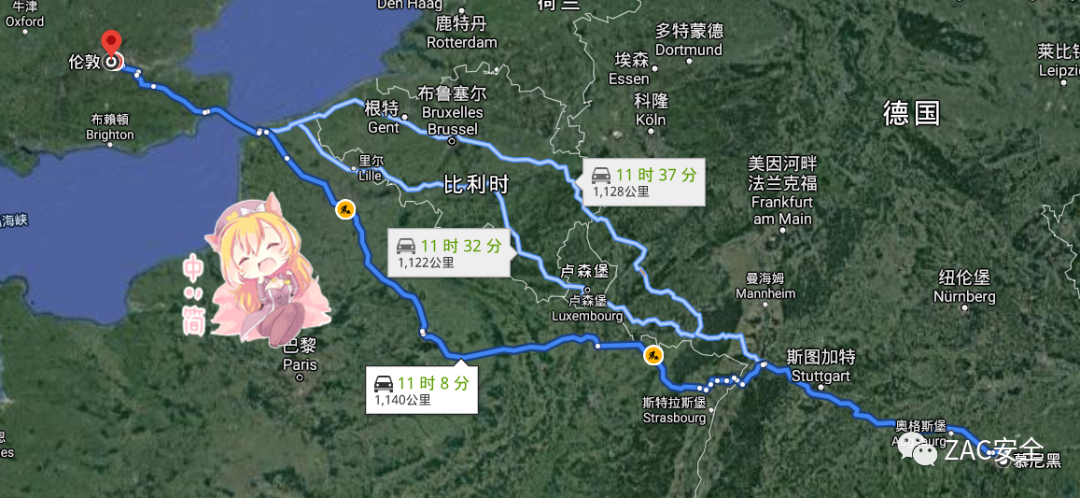 牛津
Oxford
Den Haag
荷兰
鹿特丹
Rotterdam
多特蒙德
Dortmund
埃森
Essen
莱比
Leipzi
伦敦
布鲁塞尔
Bruxelles
Brussel
科隆
Köln
德国
根特
Gent
布赖顿
Brighton
里尔
Lille
比利时
11 时 37 分
1,128公里
美因河畔
法兰克福
Frankfurt
am Main
海峡
11 时 32 分
1,122公里
卢森堡
卢森堡
Luxembourg
曼海姆
Mannheim
纽伦堡
Nürnberg
中
简
巴黎
Paris
11 时 8 分
1,140公里
斯图加特
Stuttgart
斯特拉斯堡
Strasbourg
奥格斯堡
ZAC安全
慕尼黑